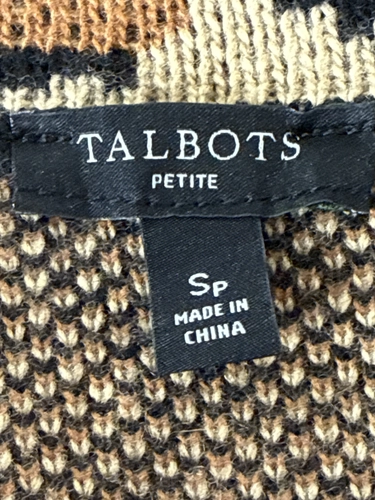 TALBOTS
PETITE
SP
MADE IN
CHINA